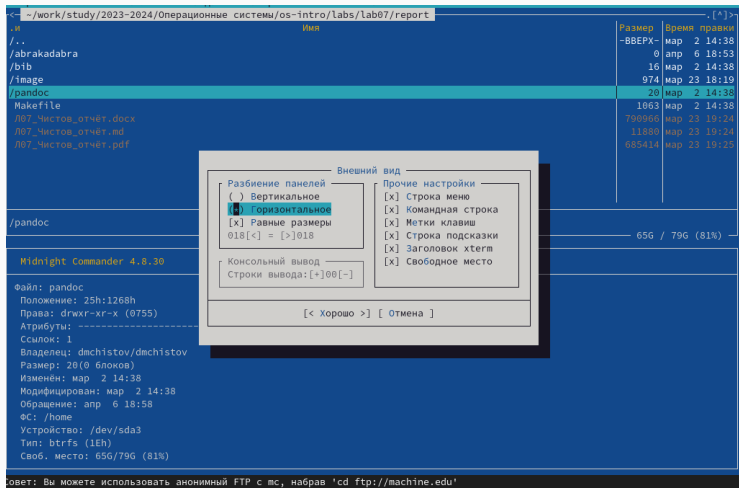 <- ~/work/study/2023-2024/Операционные системы/os-intro/labs/lab07/report .[^]>
.и Имя Размер Время правки
/.. -ВВЕРХ- мар 2 14:38
/abrakadabra 0 апр 6 18:53
/bib 16 мар 2 14:38
/image 974 мар 23 18:19
/pandoc 20 мар 2 14:38
Makefile 1063 мар 2 14:38
Л07_Чистов_отчёт.docx 790966 мар 23 19:24
Л07_Чистов_отчёт.md 11880 мар 23 19:24
Л07_Чистов_отчёт.pdf 685414 мар 23 19:25
Внешний вид
Разбиение панелей
( ) Вертикальное
(*) Горизонтальное
[x] Равные размеры
018[<] = [>]018
Консольный вывод
Строки вывода:[+]00[-]
Прочие настройки
[x] Строка меню
[x] Командная строка
[x] Метки клавиш
[x] Строка подсказки
[x] Заголовок xterm
[x] Свободное место
[< Хорошо >] [ Отмена ]
/pandoc
65G / 79G (81%)
Midnight Commander 4.8.30
Файл: pandoc
Положение: 25h:1268h
Права: drwxr-xr-x (0755)
Атрибуты: --------------------
Ссылок: 1
Владелец: dmchistov/dmchistov
Размер: 20(0 блоков)
Изменён: мар 2 14:38
Модифицирован: мар 2 14:38
Обращение: апр 6 18:58
ФС: /home
Устройство: /dev/sda3
Тип: btrfs (1Eh)
Своб. место: 65G/79G (81%)
Совет: Вы можете использовать анонимный FTP с mc, набрав 'cd ftp://machine.edu'